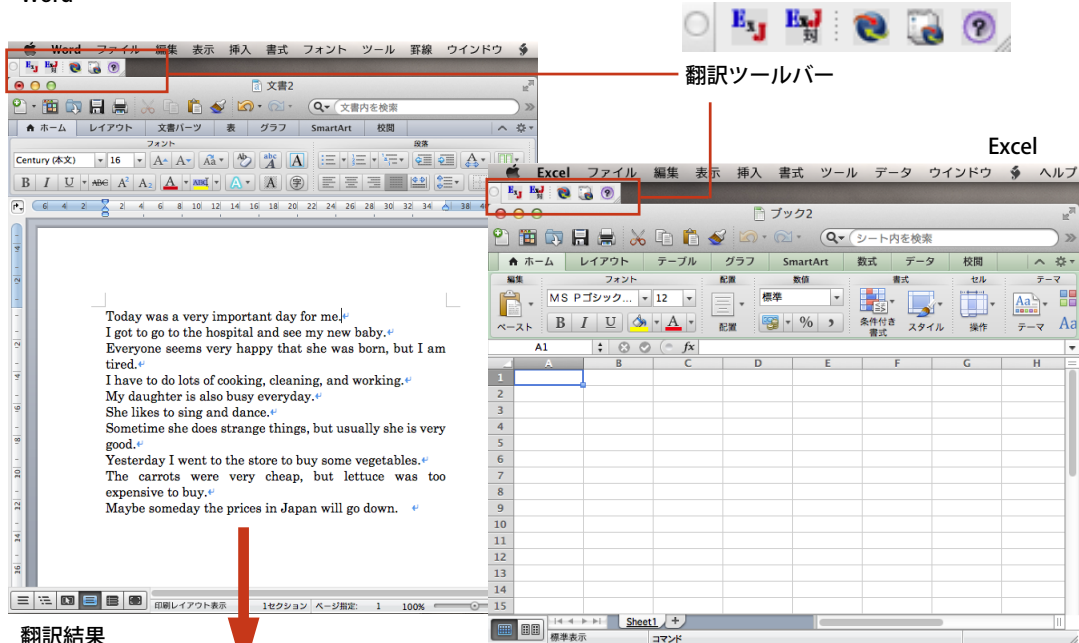 Word
翻訳ツールバー
Word ファイル 編集 表示 挿入 書式 フォント ツール 罫線 ウインドウ
文書2
文書内を検索
ホーム レイアウト 文書パーツ 表 グラフ SmartArt 校閲
フォント 段落
Century (本文) 16
Today was a very important day for me.
I got to go to the hospital and see my new baby.
Everyone seems very happy that she was born, but I am
tired.
I have to do lots of cooking, cleaning, and working.
My daughter is also busy everyday.
She likes to sing and dance.
Sometime she does strange things, but usually she is very
good.
Yesterday I went to the store to buy some vegetables.
The carrots were very cheap, but lettuce was too
expensive to buy.
Maybe someday the prices in Japan will go down.
印刷レイアウト表示 1セクション ページ指定: 1 100%
翻訳結果
Excel
Excel ファイル 編集 表示 挿入 書式 ツール データ ウインドウ ヘルプ
ブック2
シート内を検索
ホーム レイアウト テーブル グラフ SmartArt 数式 データ 校閲
編集 フォント 配置 数値 書式 セル テーマ
MS Pゴシック... 12 標準
ペースト B I U A 配置 % 条件付き書式 スタイル 操作 テーマ Aa
A1 fx
A B C D E F G H
1
2
3
4
5
6
7
8
9
10
11
12
13
14
15
Sheet1
標準表示 コマンド